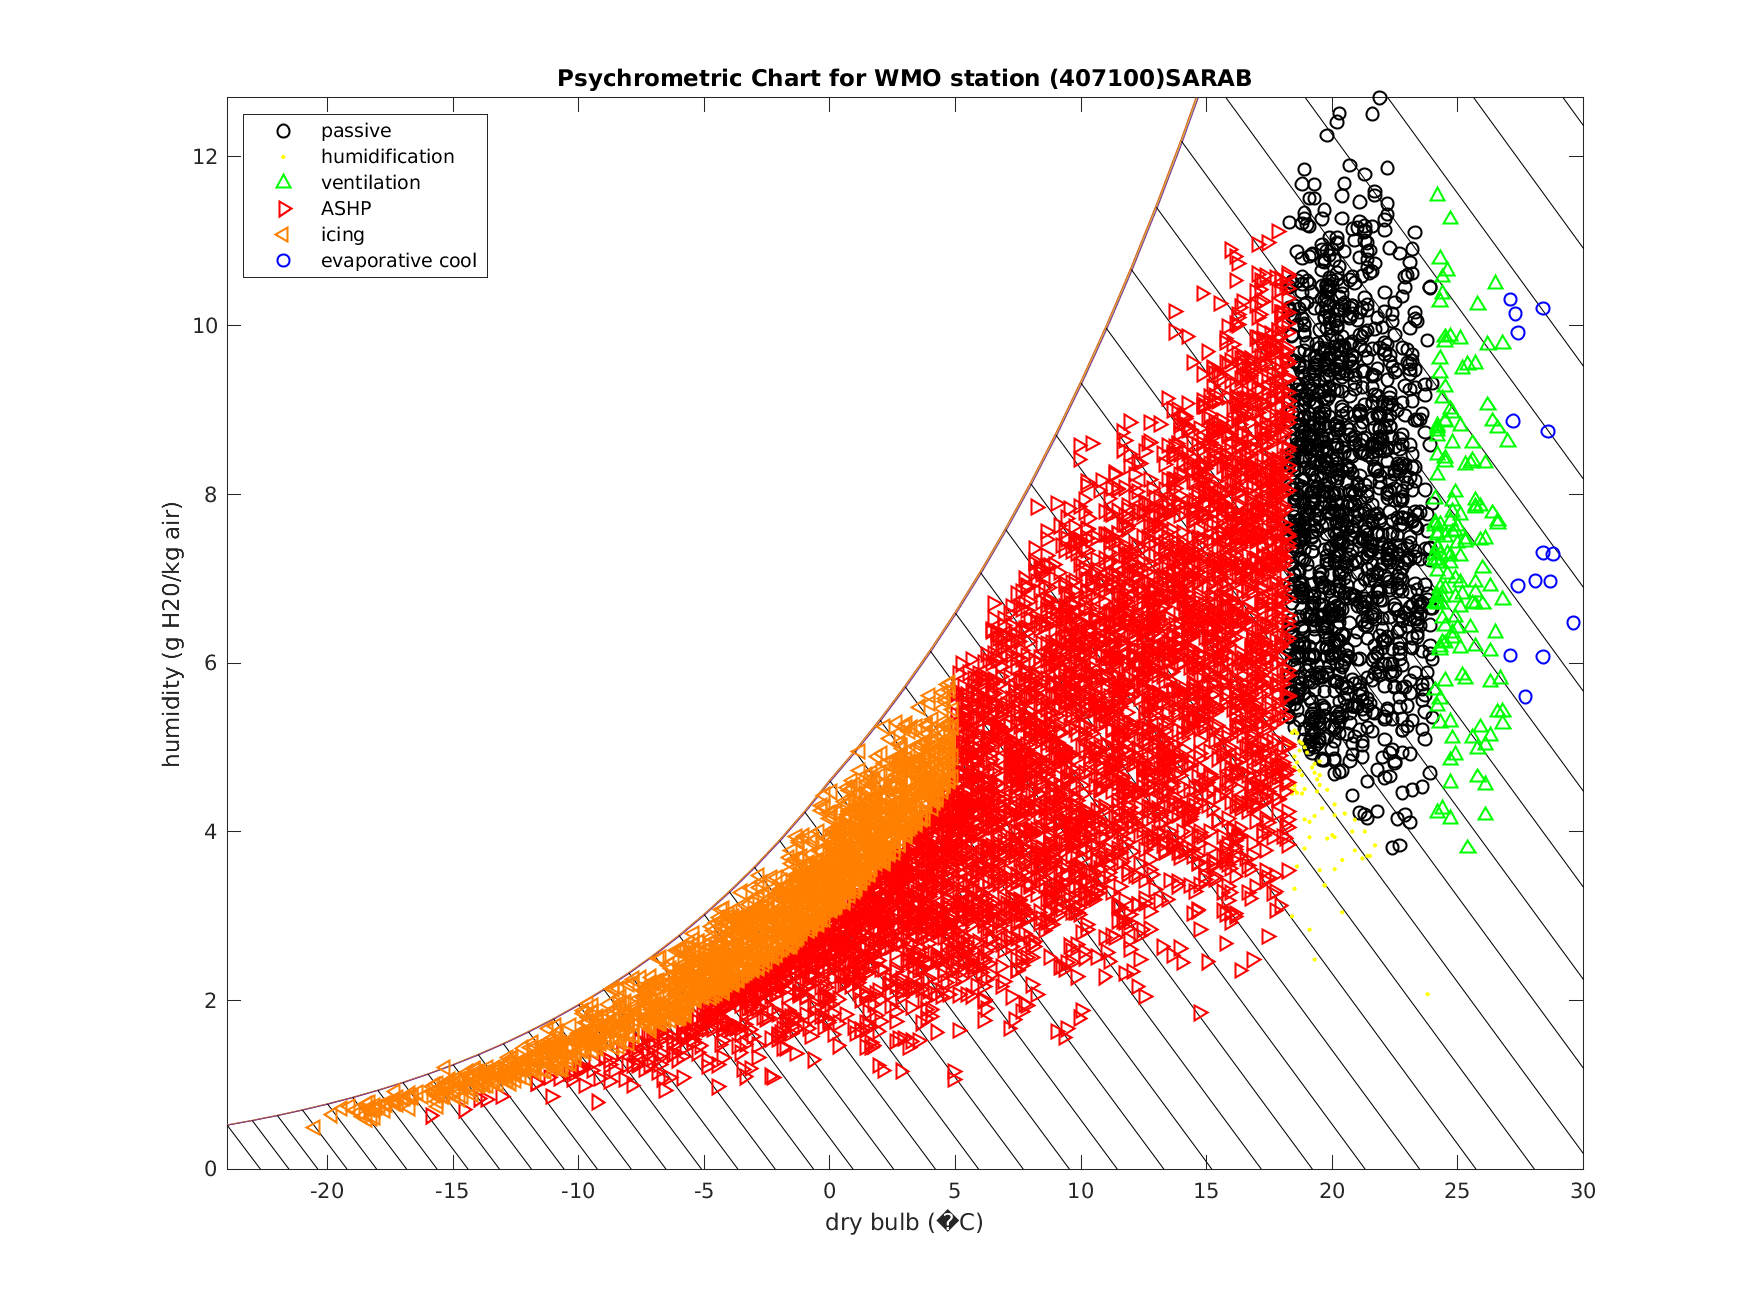 Psychrometric Chart for WMO station (407100)SARAB
passive
humidification
ventilation
ASHP
icing
evaporative cool
humidity (g H20/kg air)
12
10
8
6
4
2
0
-20 -15 -10 -5 0 5 10 15 20 25 30
dry bulb (�C)